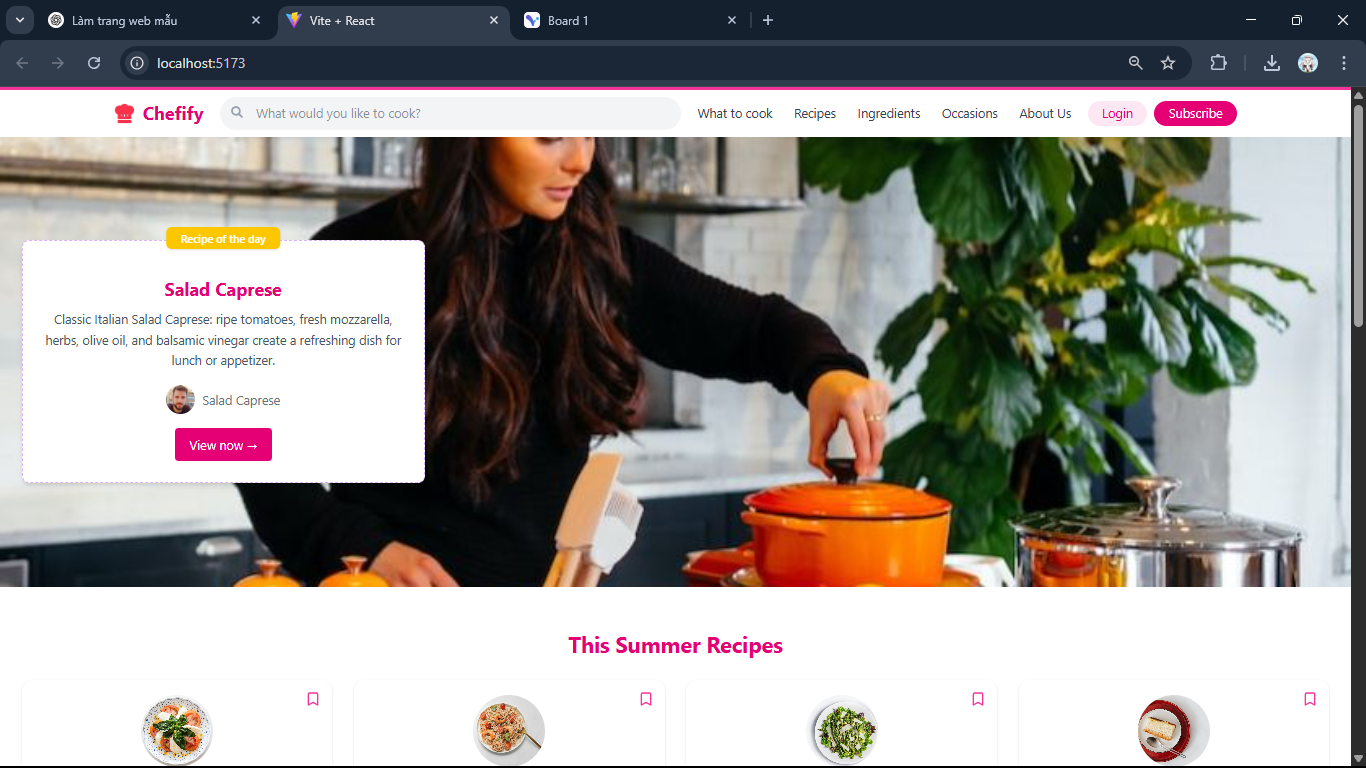 Làm trang web mẫu
Vite + React
Board 1
localhost:5173
Chefify
What would you like to cook?
What to cook
Recipes
Ingredients
Occasions
About Us
Login
Subscribe
Recipe of the day
Salad Caprese
Classic Italian Salad Caprese: ripe tomatoes, fresh mozzarella,
herbs, olive oil, and balsamic vinegar create a refreshing dish for
lunch or appetizer.
Salad Caprese
View now →
This Summer Recipes